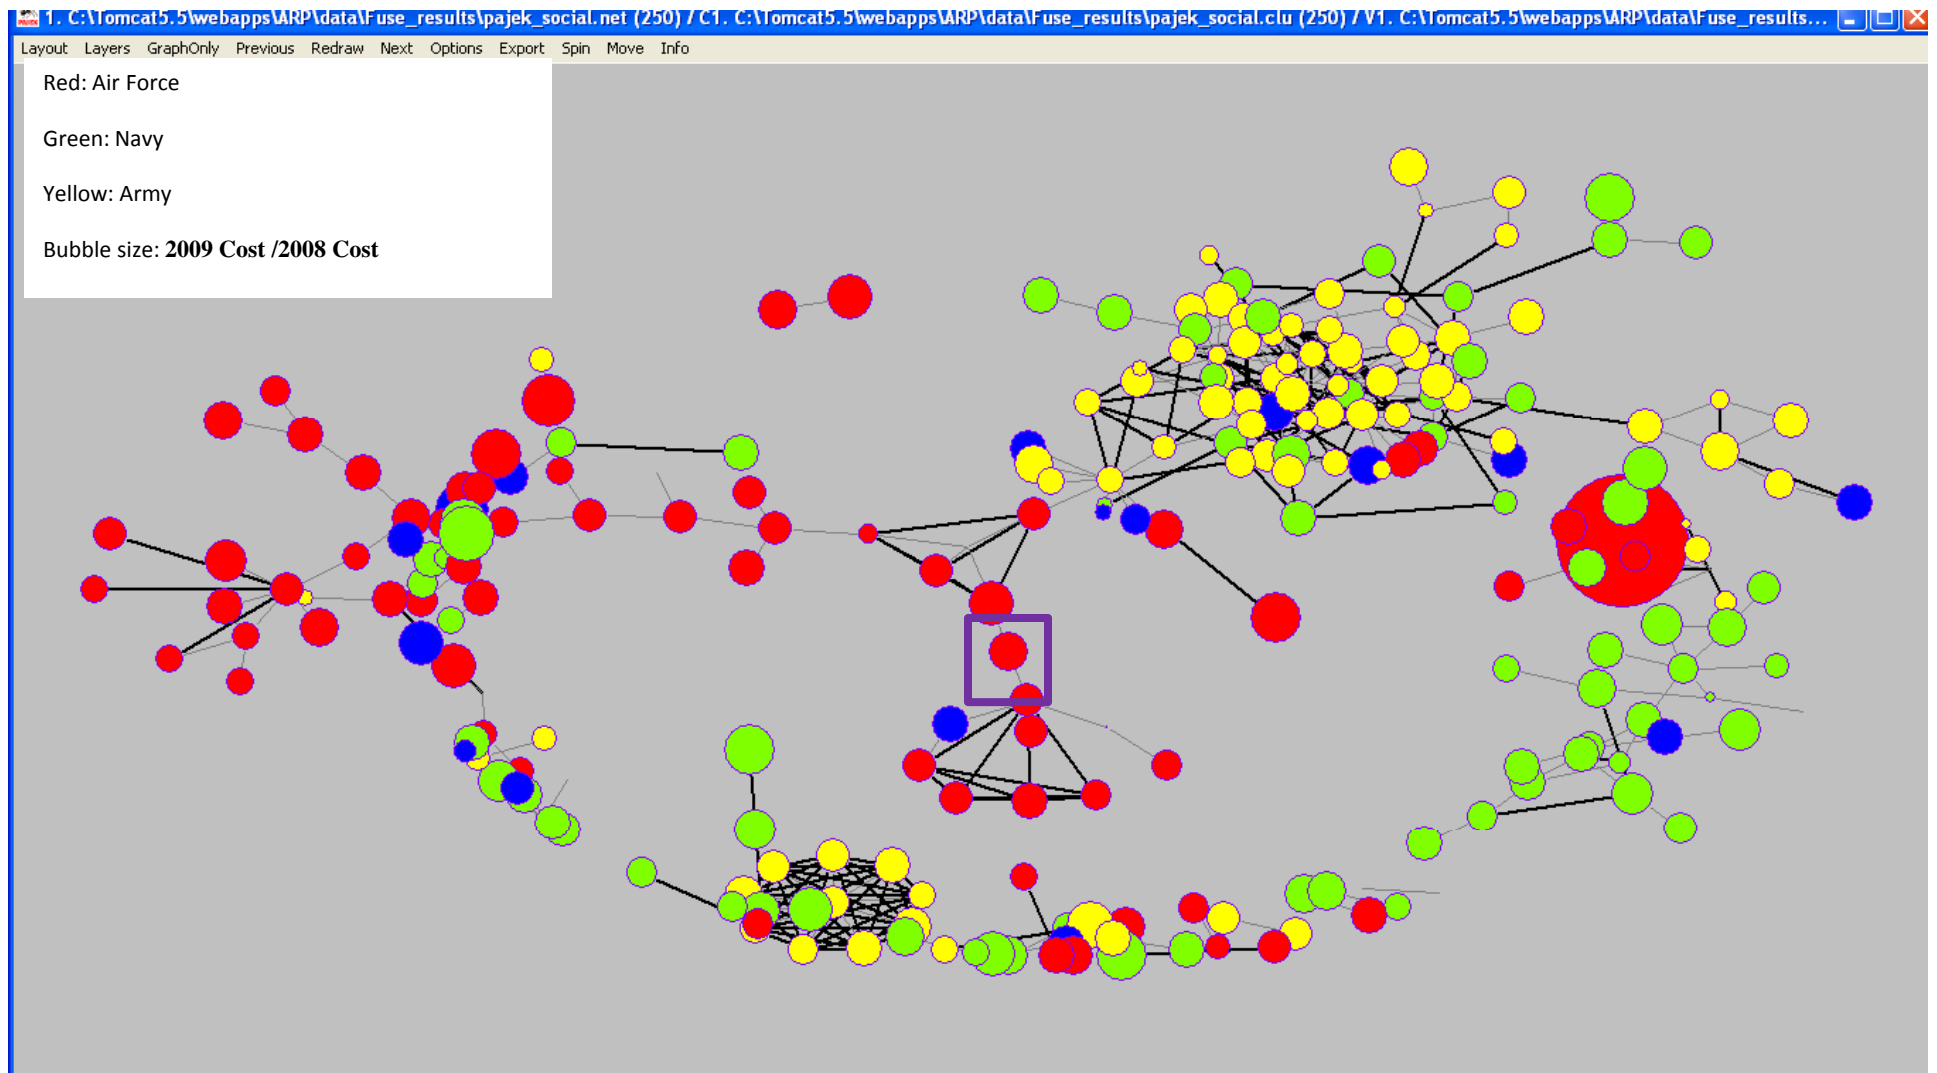 1. C:\Tomcat5.5\webapps\ARP\data\Fuse_results\pajek_social.net (250) / C1. C:\Tomcat5.5\webapps\ARP\data\Fuse_results\pajek_social.clu (250) / V1. C:\Tomcat5.5\webapps\ARP\data\Fuse_results...
Layout Layers GraphOnly Previous Redraw Next Options Export Spin Move Info
Red: Air Force
Green: Navy
Yellow: Army
Bubble size: 2009 Cost /2008 Cost